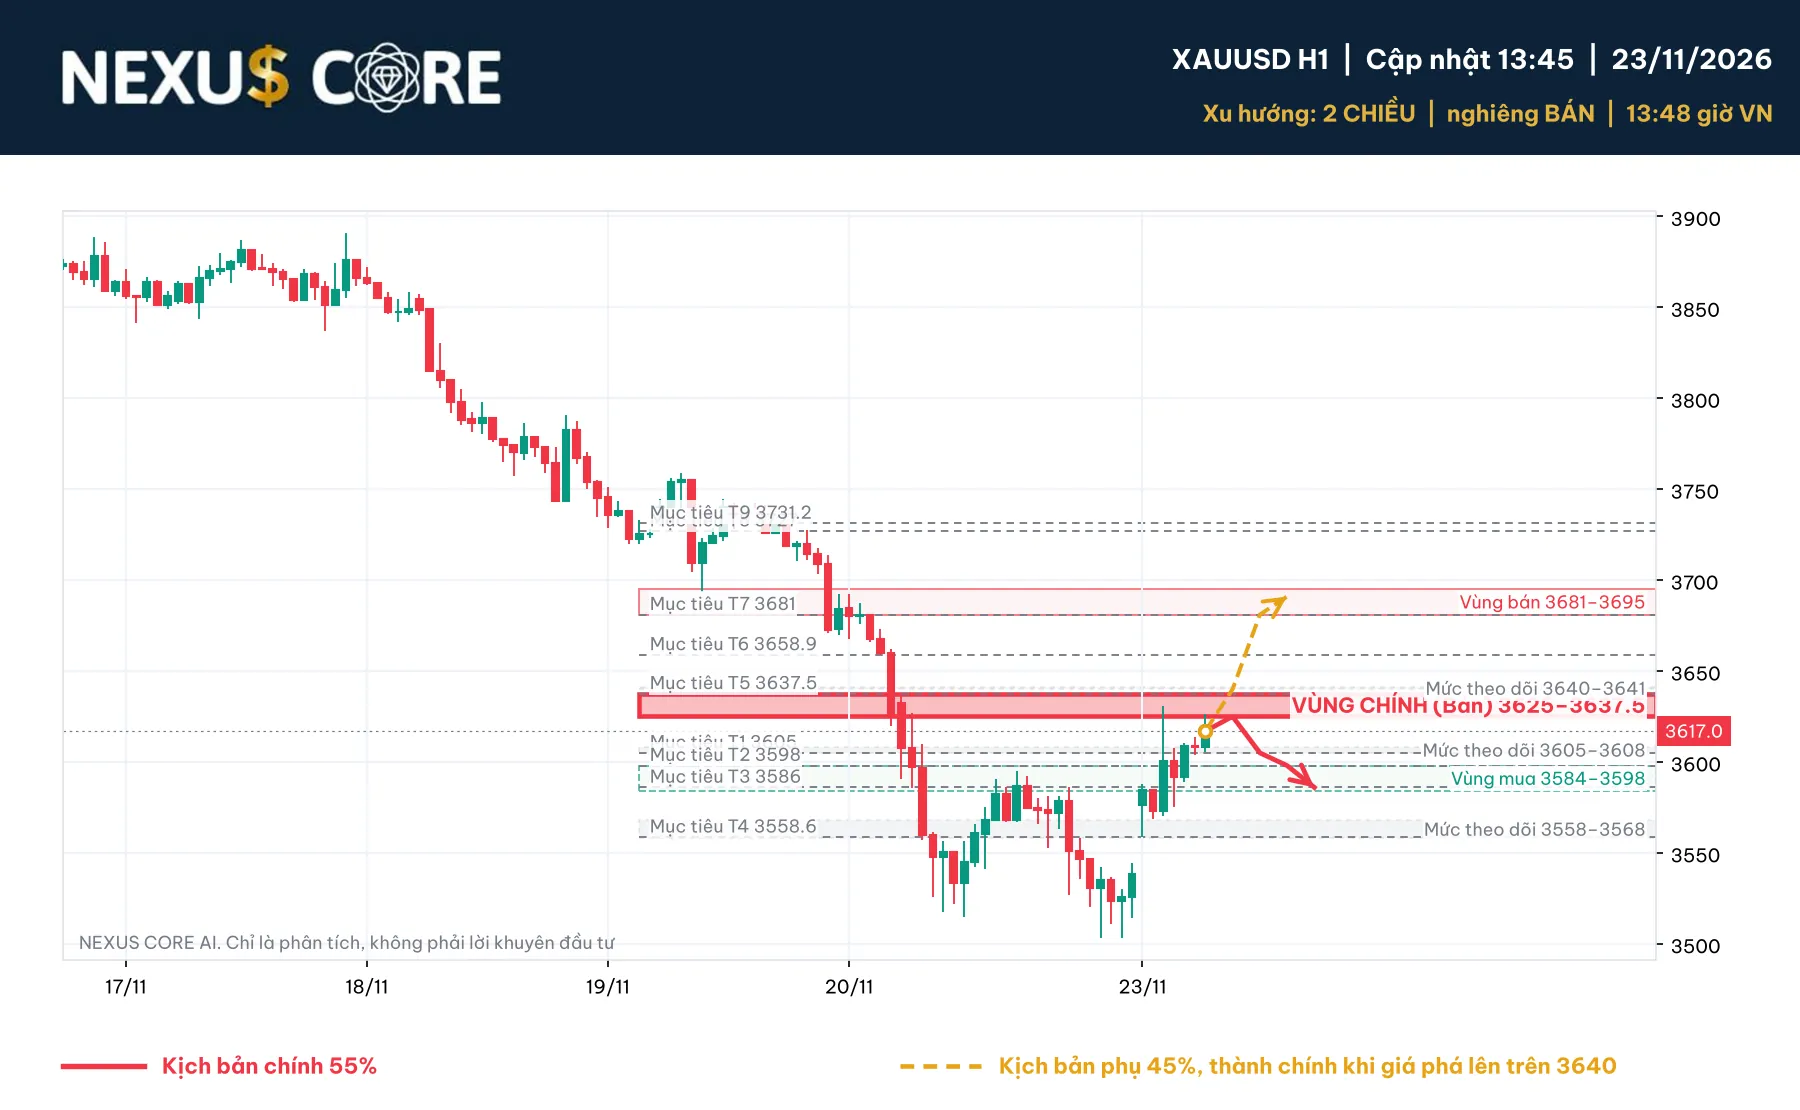 NEXU$ CORE
XAUUSD H1 | Cập nhật 13:45 | 23/11/2026
Xu hướng: 2 CHIỀU | nghiêng BÁN | 13:48 giờ VN
3900
3850
3800
3750
3700
3650
3617.0
3600
3550
3500
Mục tiêu T9 3731.2
Mục tiêu T7 3681
Vùng bán 3681–3695
Mục tiêu T6 3658.9
Mục tiêu T5 3637.5
Mức theo dõi 3640–3641
VÙNG CHÍNH (Bán) 3625–3637.5
Mục tiêu T1 3605
Mức theo dõi 3605–3608
Mục tiêu T2 3598
Mục tiêu T3 3586
Vùng mua 3584–3598
Mục tiêu T4 3558.6
Mức theo dõi 3558–3568
NEXUS CORE AI. Chỉ là phân tích, không phải lời khuyên đầu tư
17/11
18/11
19/11
20/11
23/11
Kịch bản chính 55%
Kịch bản phụ 45%, thành chính khi giá phá lên trên 3640